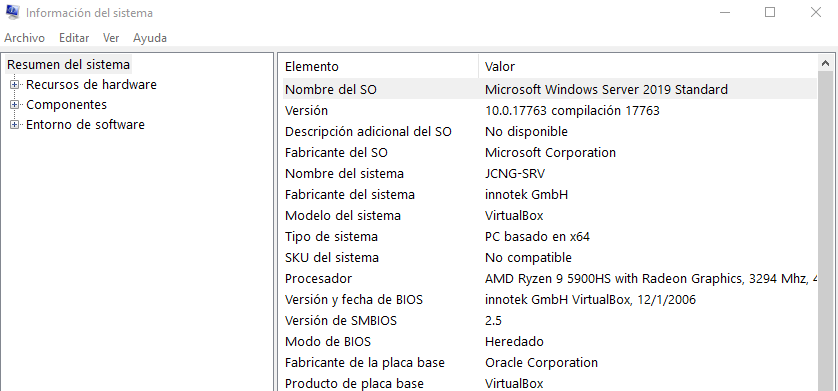 Información del sistema
Archivo Editar Ver Ayuda
Resumen del sistema
Recursos de hardware
Componentes
Entorno de software
Elemento Valor
Nombre del SO Microsoft Windows Server 2019 Standard
Versión 10.0.17763 compilación 17763
Descripción adicional del SO No disponible
Fabricante del SO Microsoft Corporation
Nombre del sistema JCNG-SRV
Fabricante del sistema innotek GmbH
Modelo del sistema VirtualBox
Tipo de sistema PC basado en x64
SKU del sistema No compatible
Procesador AMD Ryzen 9 5900HS with Radeon Graphics, 3294 Mhz, 4
Versión y fecha de BIOS innotek GmbH VirtualBox, 12/1/2006
Versión de SMBIOS 2.5
Modo de BIOS Heredado
Fabricante de la placa base Oracle Corporation
Producto de placa base VirtualBox